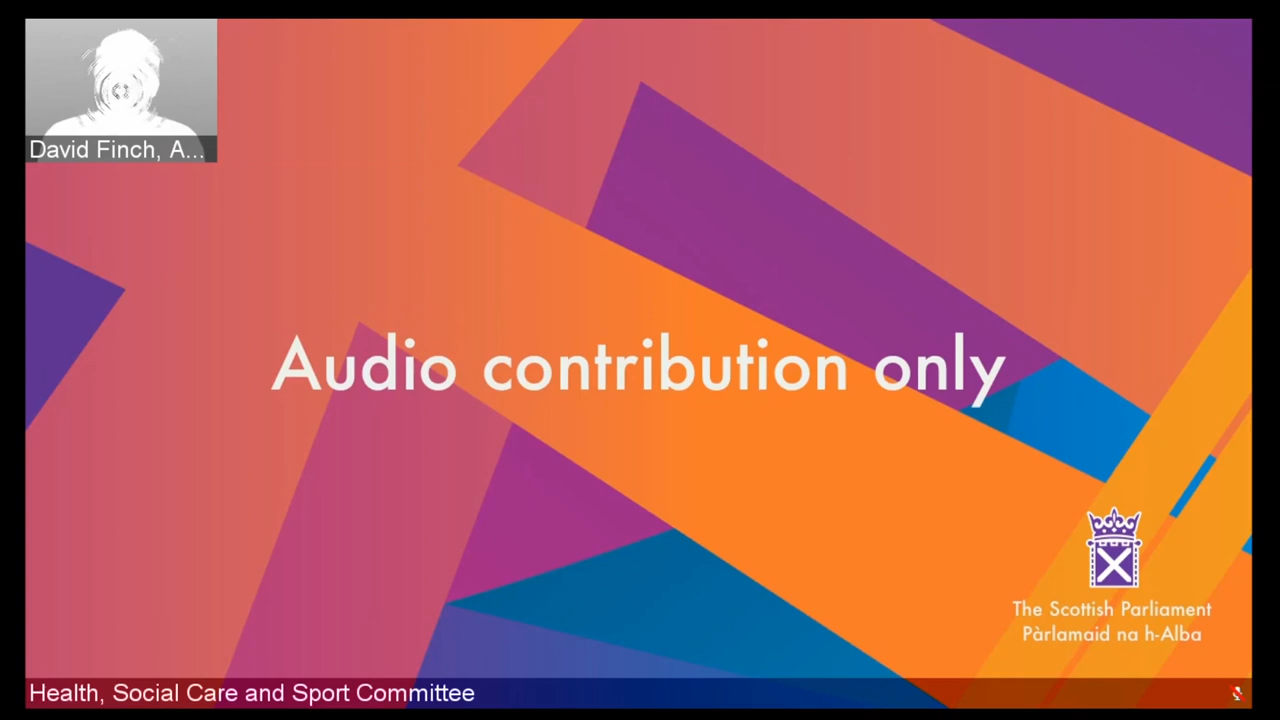 David Finch, A...
Audio contribution only
The Scottish Parliament
Pàrlamaid na h-Alba
Health, Social Care and Sport Committee